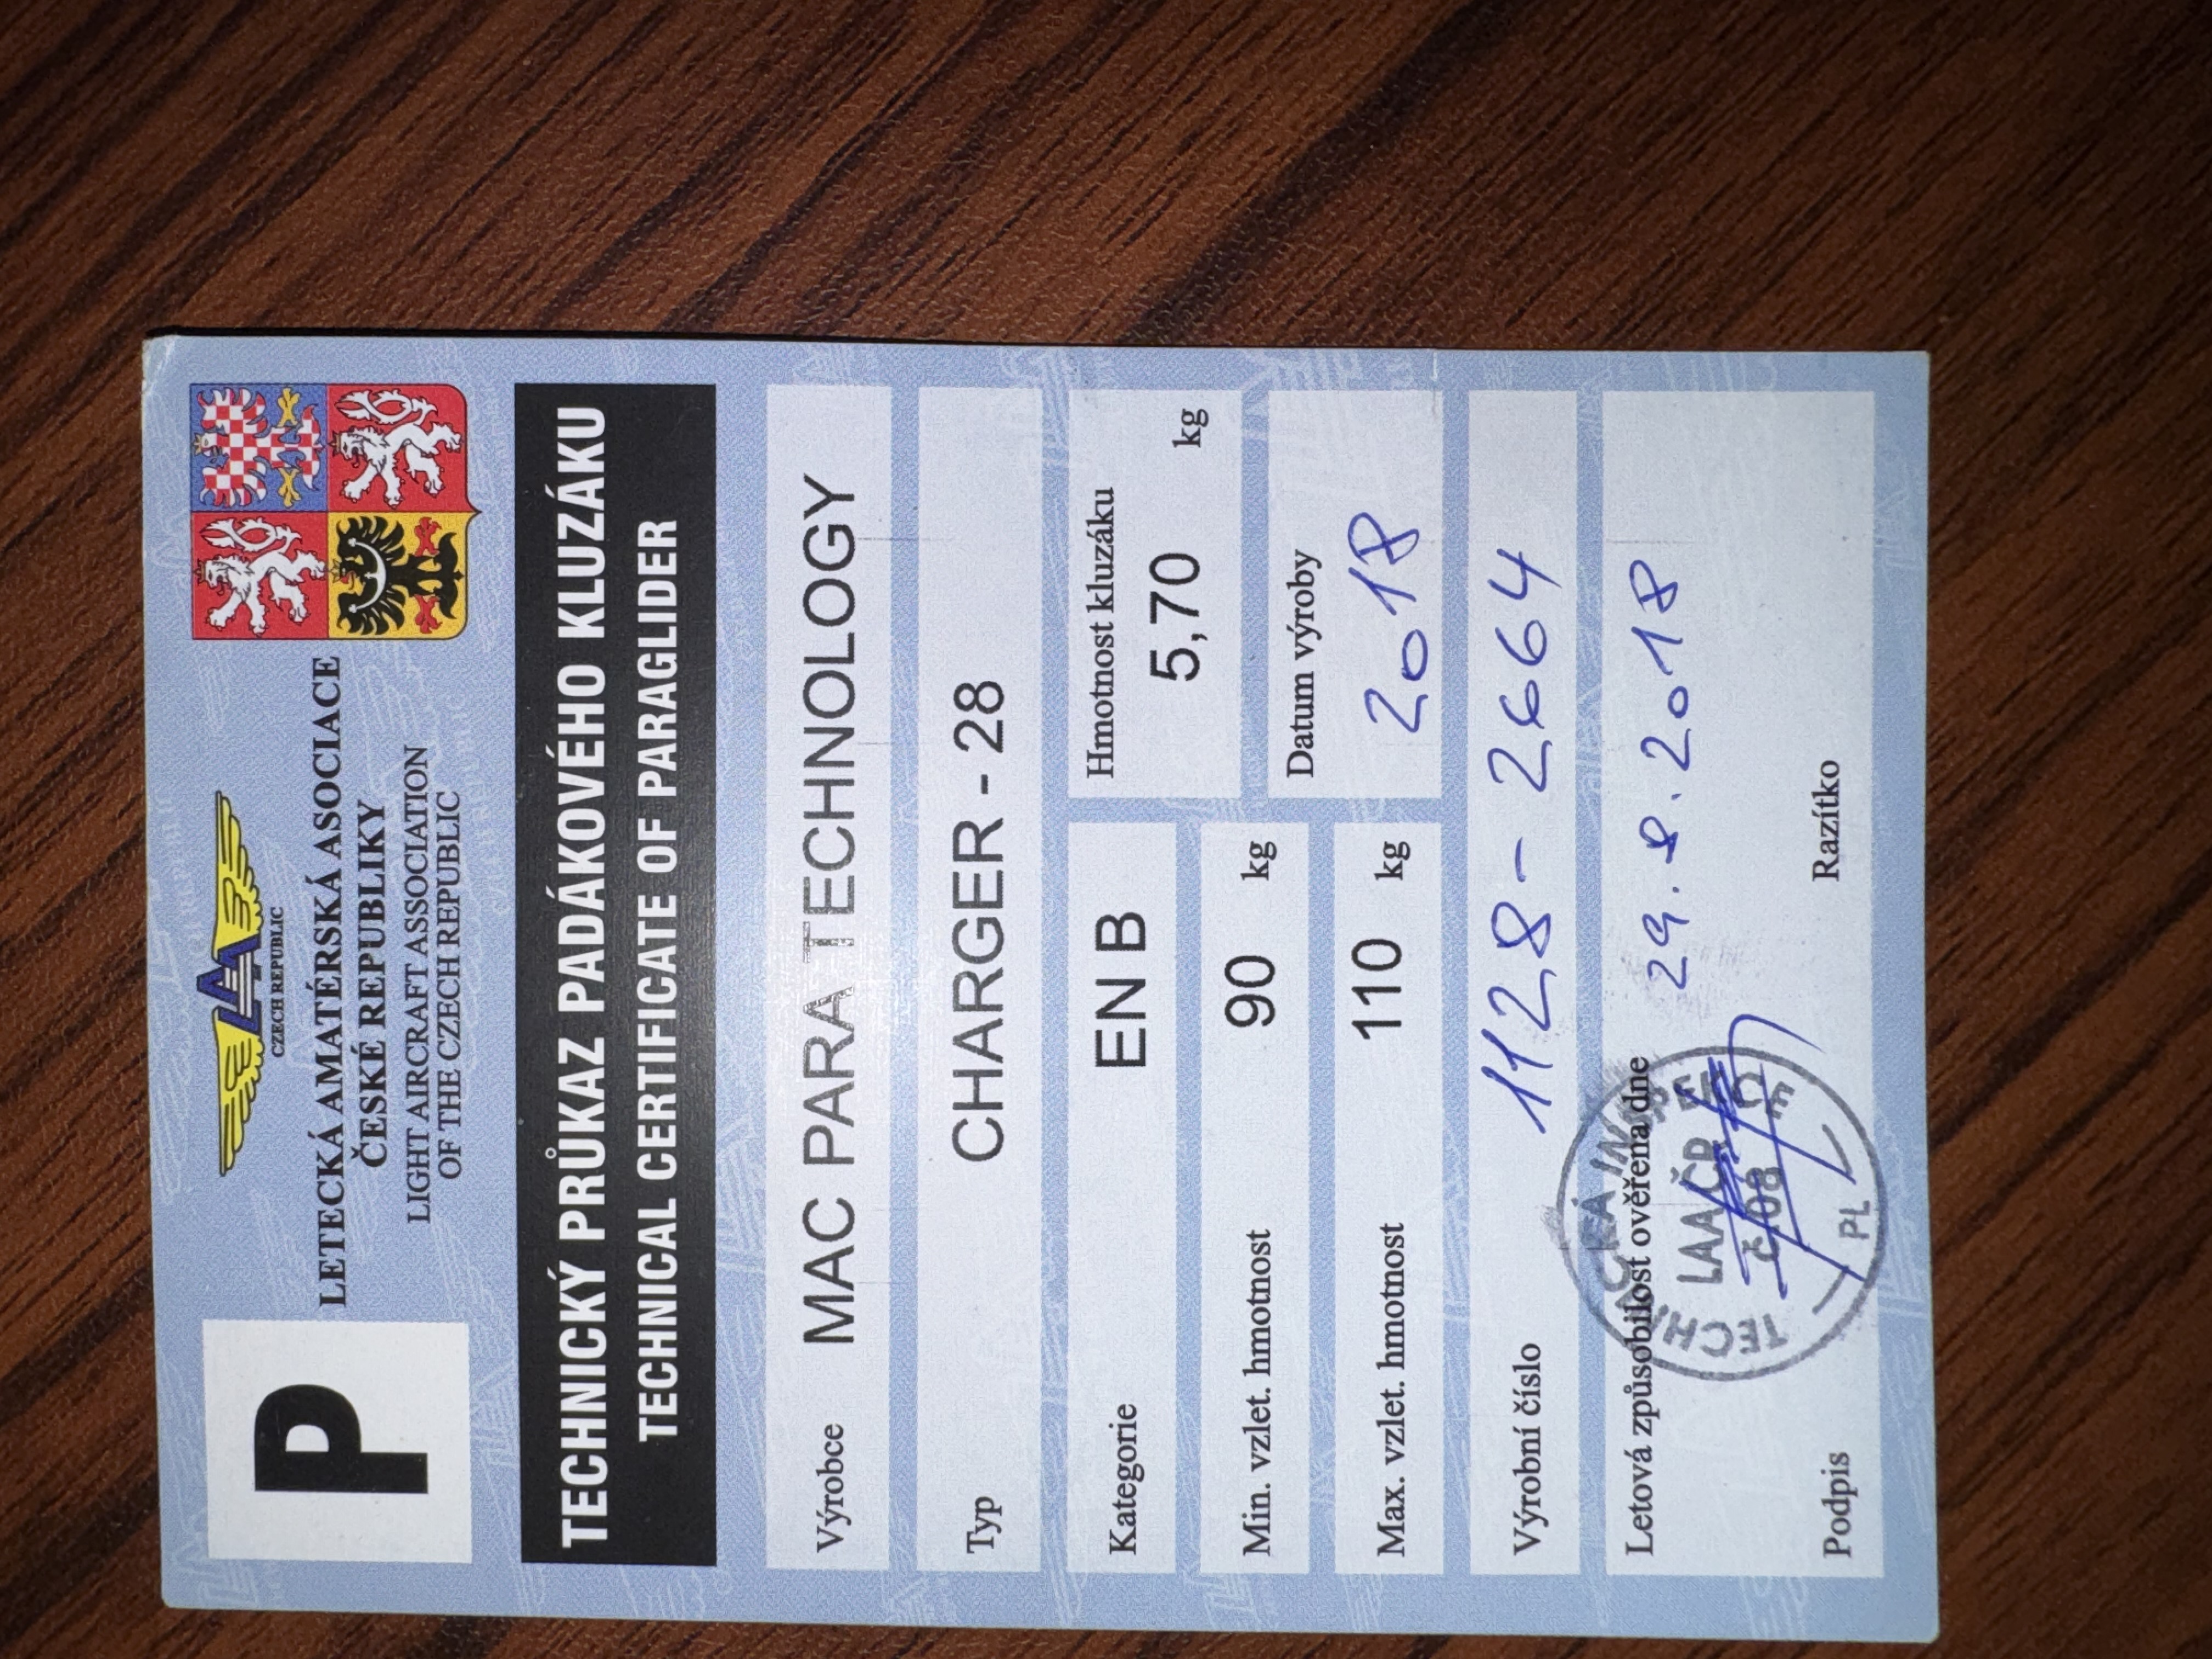 P
LAA
CZECH REPUBLIC
LETECKÁ AMATÉRSKÁ ASOCIACE
ČESKÉ REPUBLIKY
LIGHT AIRCRAFT ASSOCIATION
OF THE CZECH REPUBLIC
TECHNICKÝ PRŮKAZ PADÁKOVÉHO KLUZÁKU
TECHNICAL CERTIFICATE OF PARAGLIDER
Výrobce MAC PARA TECHNOLOGY
Typ CHARGER - 28
Kategorie EN B
Hmotnost kluzáku
5,70 kg
Min. vzlet. hmotnost 90 kg
Datum výroby
2018
Max. vzlet. hmotnost 110 kg
Výrobní číslo 1128-2664
Letová způsobilost ověřena dne 29.8.2018
TECHNICKÁ INSPEKCE
LAA ČR
PL
Podpis Razítko